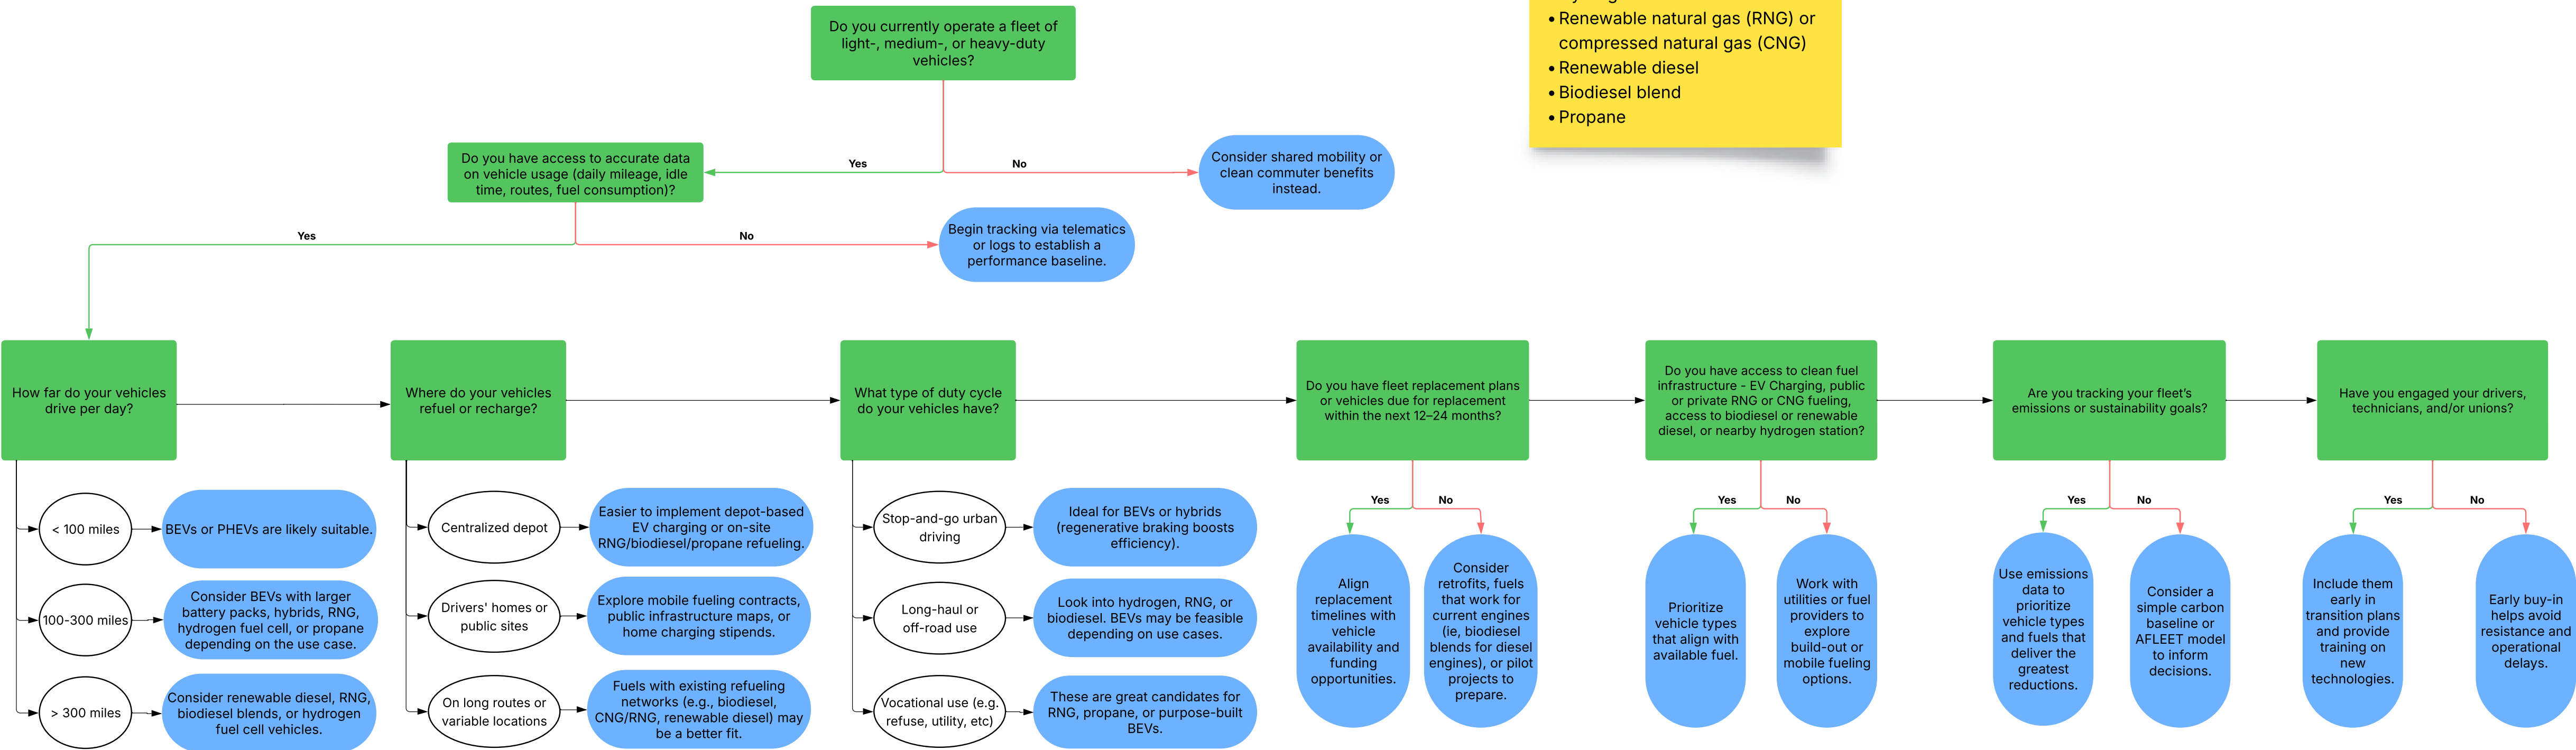 Do you currently operate a fleet of
light-, medium-, or heavy-duty
vehicles?
• Renewable natural gas (RNG) or
compressed natural gas (CNG)
• Renewable diesel
• Biodiesel blend
• Propane
Do you have access to accurate data
on vehicle usage (daily mileage, idle
time, routes, fuel consumption)?
Yes
No
Consider shared mobility or
clean commuter benefits
instead.
Yes
No
Begin tracking via telematics
or logs to establish a
performance baseline.
How far do your vehicles
drive per day?
Where do your vehicles
refuel or recharge?
What type of duty cycle
do your vehicles have?
Do you have fleet replacement plans
or vehicles due for replacement
within the next 12–24 months?
Do you have access to clean fuel
infrastructure - EV Charging, public
or private RNG or CNG fueling,
access to biodiesel or renewable
diesel, or nearby hydrogen station?
Are you tracking your fleet’s
emissions or sustainability goals?
Have you engaged your drivers,
technicians, and/or unions?
< 100 miles
BEVs or PHEVs are likely suitable.
100-300 miles
Consider BEVs with larger
battery packs, hybrids, RNG,
hydrogen fuel cell, or propane
depending on the use case.
> 300 miles
Consider renewable diesel, RNG,
biodiesel blends, or hydrogen
fuel cell vehicles.
Centralized depot
Easier to implement depot-based
EV charging or on-site
RNG/biodiesel/propane refueling.
Drivers' homes or
public sites
Explore mobile fueling contracts,
public infrastructure maps, or
home charging stipends.
On long routes or
variable locations
Fuels with existing refueling
networks (e.g., biodiesel,
CNG/RNG, renewable diesel) may
be a better fit.
Stop-and-go urban
driving
Ideal for BEVs or hybrids
(regenerative braking boosts
efficiency).
Long-haul or
off-road use
Look into hydrogen, RNG, or
biodiesel. BEVs may be feasible
depending on use cases.
Vocational use (e.g.
refuse, utility, etc)
These are great candidates for
RNG, propane, or purpose-built
BEVs.
Yes
No
Align
replacement
timelines with
vehicle
availability and
funding
opportunities.
Consider
retrofits, fuels
that work for
current engines
(ie, biodiesel
blends for diesel
engines), or pilot
projects to
prepare.
Yes
No
Prioritize
vehicle types
that align with
available fuel.
Work with
utilities or fuel
providers to
explore
build-out or
mobile fueling
options.
Yes
No
Use emissions
data to
prioritize
vehicle types
and fuels that
deliver the
greatest
reductions.
Consider a
simple carbon
baseline or
AFLEET model
to inform
decisions.
Yes
No
Include them
early in
transition plans
and provide
training on
new
technologies.
Early buy-in
helps avoid
resistance and
operational
delays.